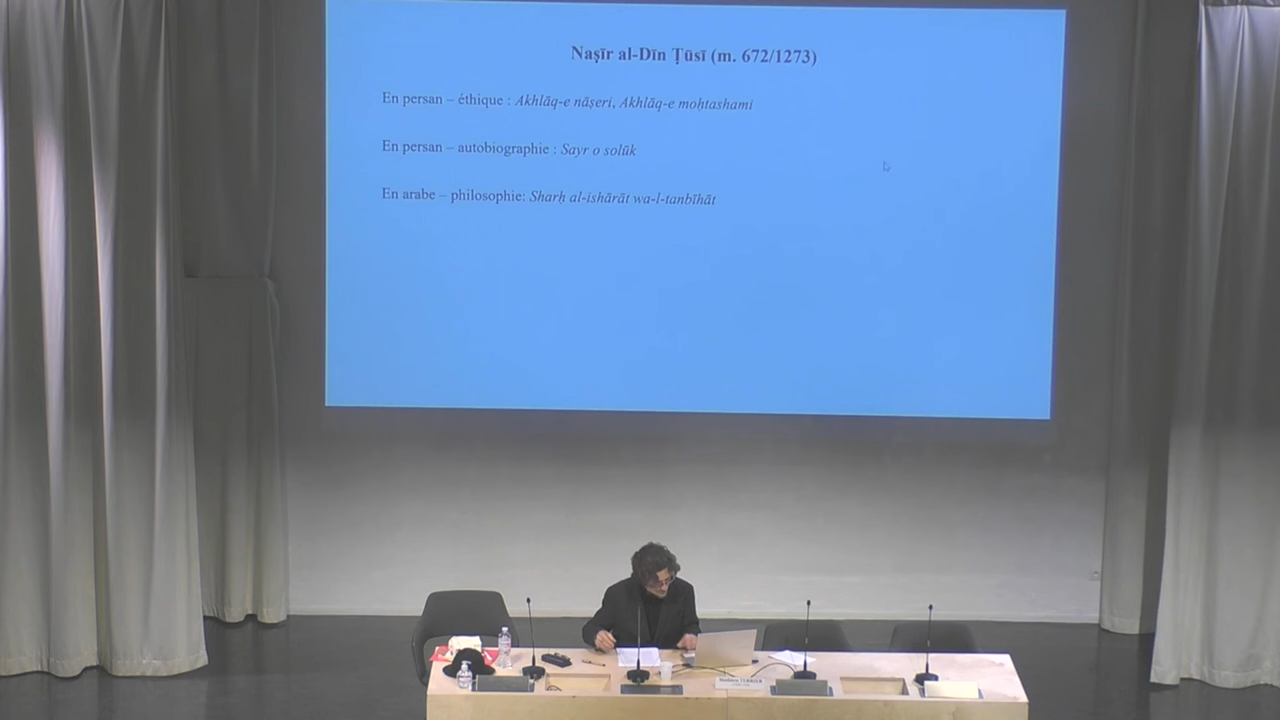 Naṣīr al-Dīn Ṭūsī (m. 672/1273)
En persan – éthique : Akhlāq-e nāṣeri, Akhlāq-e moḥtashami
En persan – autobiographie : Sayr o solūk
En arabe – philosophie: Sharḥ al-ishārāt wa-l-tanbīhāt